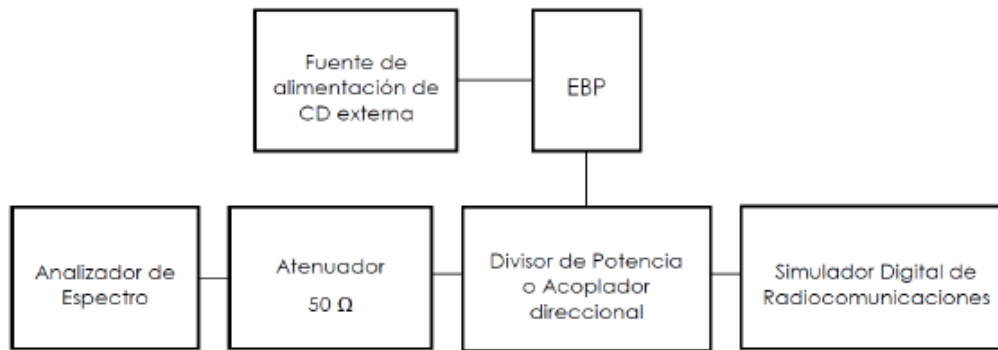 Fuente de
alimentación de
CD externa
EBP
Analizador de
Espectro
Atenuador
50 Ω
Divisor de Potencia
o Acoplador
direccional
Simulador Digital de
Radiocomunicaciones